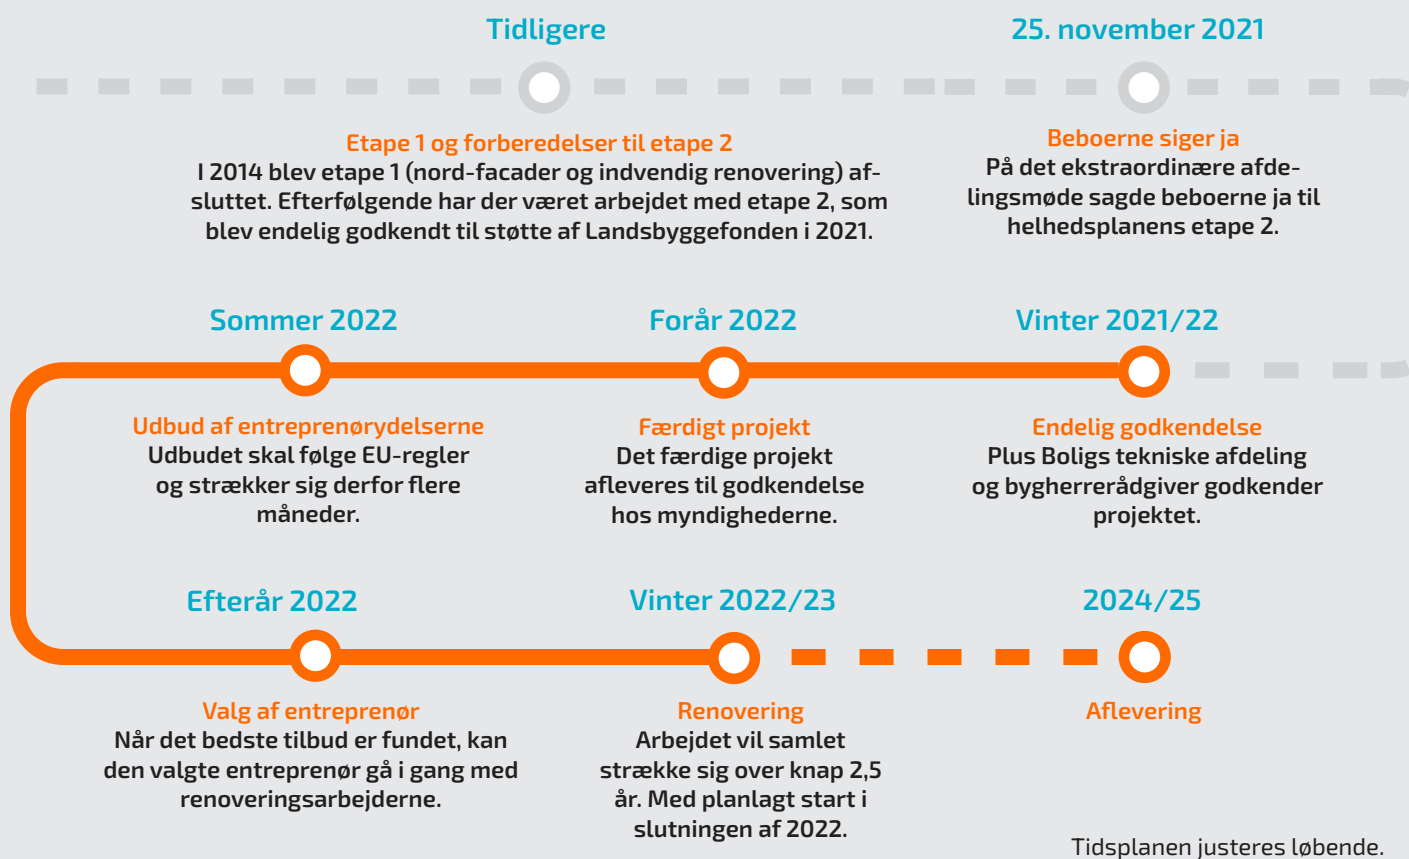 Tidligere
Etape 1 og forberedelser til etape 2
I 2014 blev etape 1 (nord-facader og indvendig renovering) af-
sluttet. Efterfølgende har der været arbejdet med etape 2, som
blev endelig godkendt til støtte af Landsbyggefonden i 2021.
25. november 2021
Beboerne siger ja
På det ekstraordinære afde-
lingsmøde sagde beboerne ja til
helhedsplanens etape 2.
Vinter 2021/22
Endelig godkendelse
Plus Boligs tekniske afdeling
og bygherrerådgiver godkender
projektet.
Forår 2022
Færdigt projekt
Det færdige projekt
afleveres til godkendelse
hos myndighederne.
Sommer 2022
Udbud af entreprenørydelserne
Udbudet skal følge EU-regler
og strækker sig derfor flere
måneder.
Efterår 2022
Valg af entreprenør
Når det bedste tilbud er fundet, kan
den valgte entreprenør gå i gang med
renoveringsarbejderne.
Vinter 2022/23
Renovering
Arbejdet vil samlet
strække sig over knap 2,5
år. Med planlagt start i
slutningen af 2022.
2024/25
Aflevering
Tidsplanen justeres løbende.